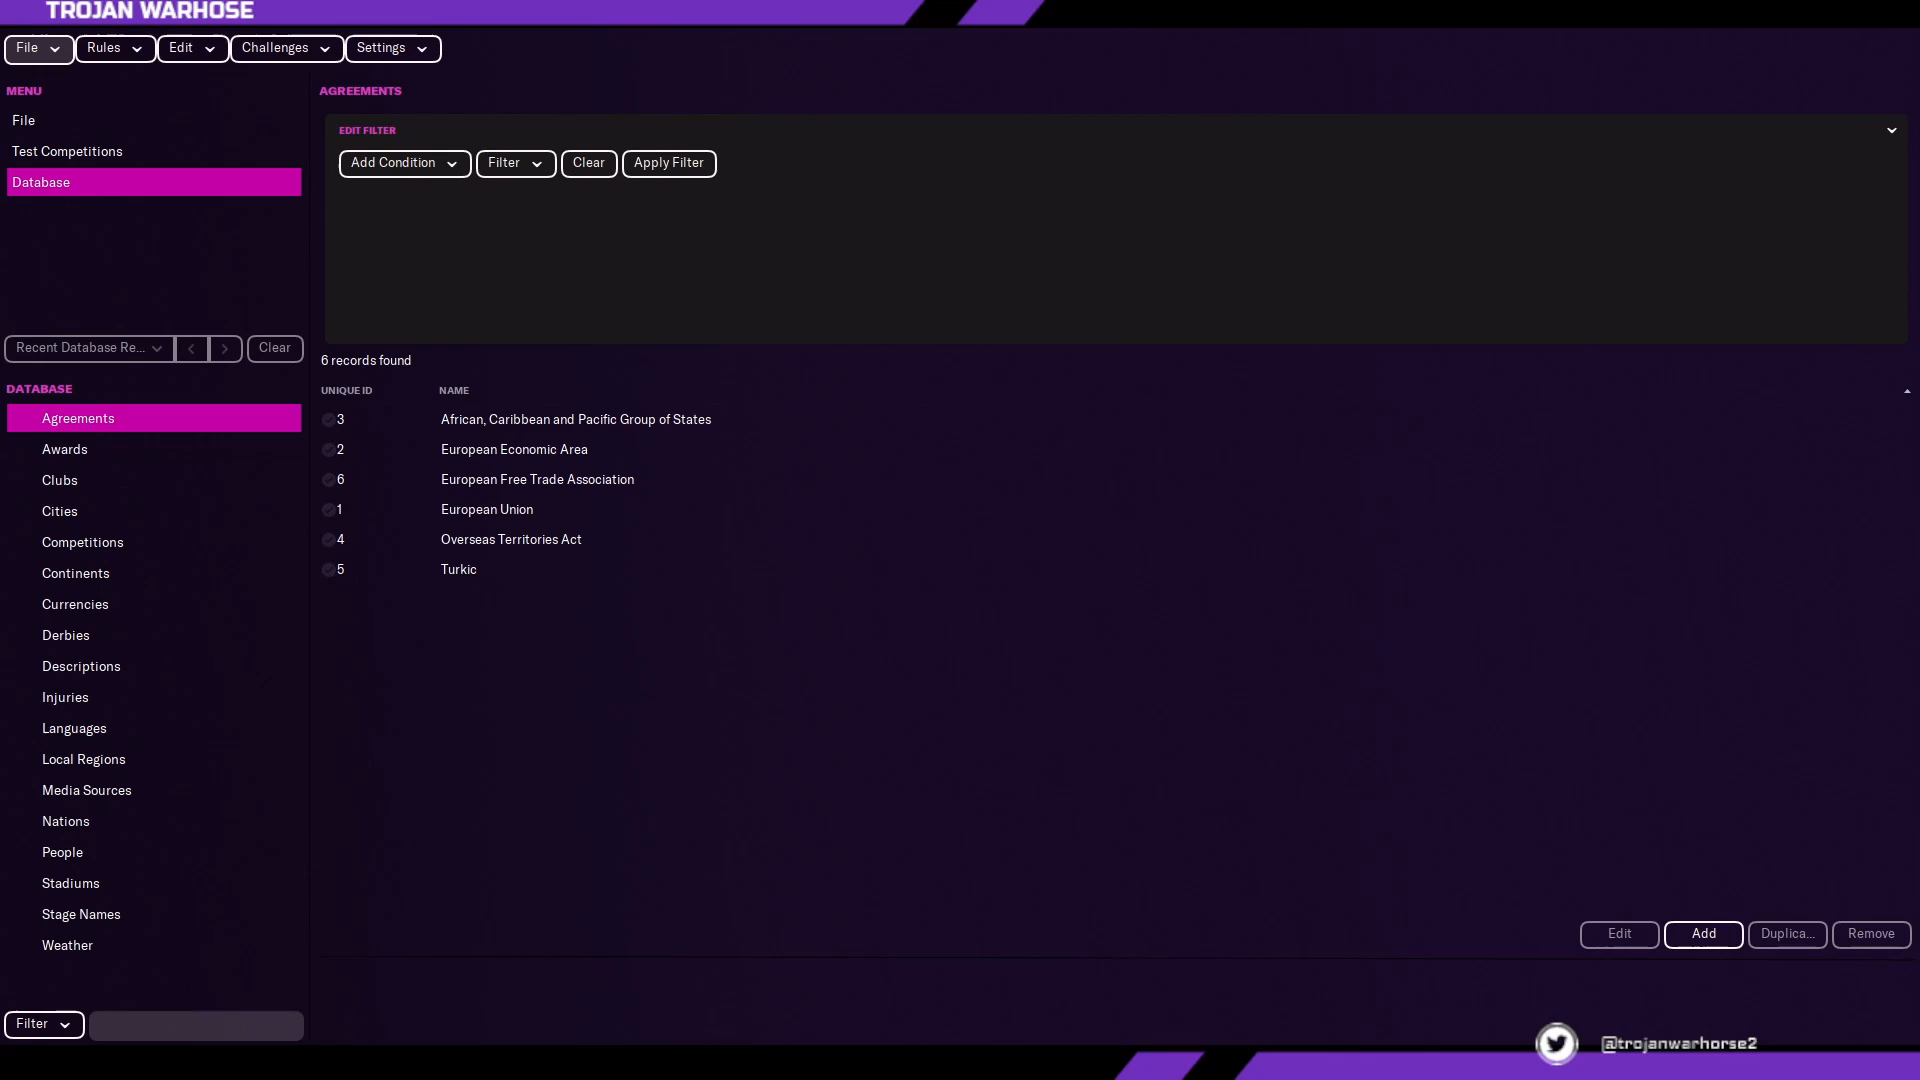 TROJAN WARHOSE
File
Rules
Edit
Challenges
Settings
MENU
File
Test Competitions
Database
Recent Database Re...
Clear
DATABASE
Agreements
Awards
Clubs
Cities
Competitions
Continents
Currencies
Derbies
Descriptions
Injuries
Languages
Local Regions
Media Sources
Nations
People
Stadiums
Stage Names
Weather
Filter
AGREEMENTS
EDIT FILTER
Add Condition
Filter
Clear
Apply Filter
6 records found
UNIQUE ID NAME
3 African, Caribbean and Pacific Group of States
2 European Economic Area
6 European Free Trade Association
1 European Union
4 Overseas Territories Act
5 Turkic
Edit
Add
Duplica...
Remove
@trojanwarhorse2